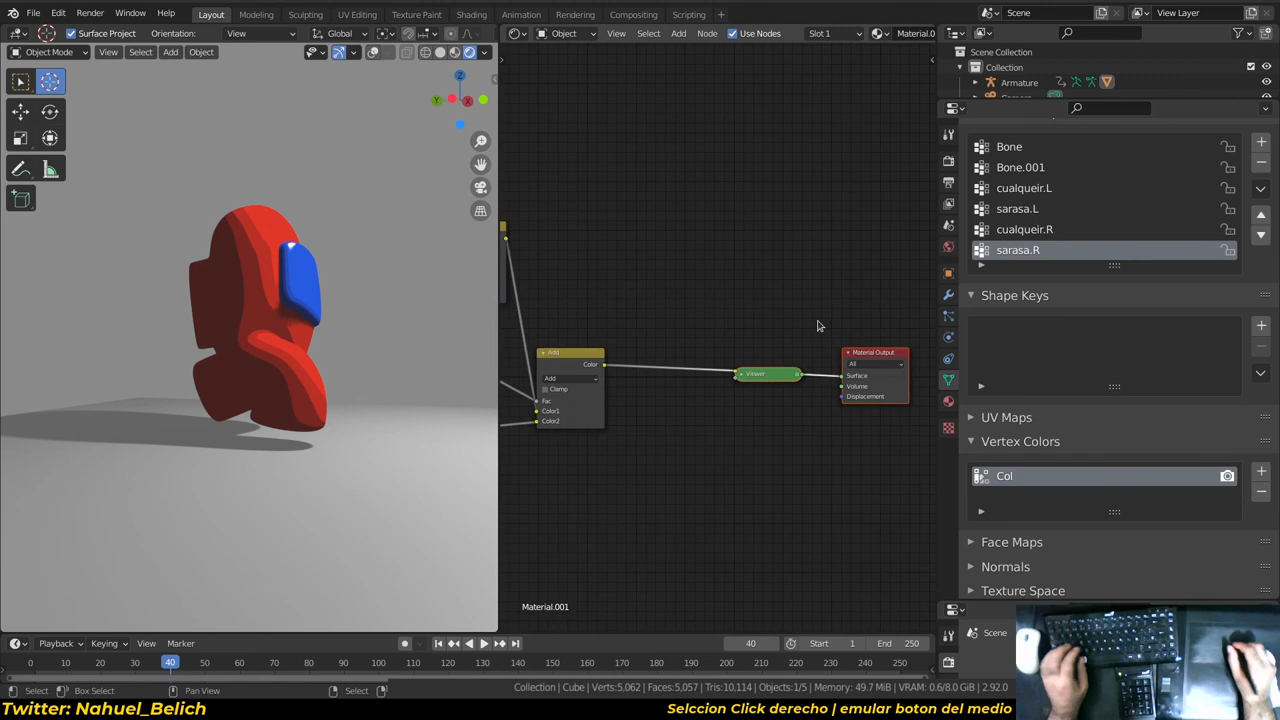 File Edit Render Window Help
Layout Modeling Sculpting UV Editing Texture Paint Shading Animation Rendering Compositing Scripting
Scene View Layer
Surface Project Orientation: View Global
Object View Select Add Node Use Nodes Slot 1 Material.0
Object Mode View Select Add Object
Scene Collection
Collection
Armature
Z
Y X
Bone
Bone.001
cualqueir.L
sarasa.L
cualqueir.R
sarasa.R
Shape Keys
UV Maps
Vertex Colors
Col
Face Maps
Normals
Texture Space
Add
Color
Add
Clamp
Fac
Color1
Color2
Viewer
Material Output
All
Surface
Volume
Displacement
Material.001
Scene
Playback Keying View Marker
40 Start 1 End 250
0 10 20 30 40 50 60 70 80 90 100 110 120 130 140 150 160 170 180 190 200 210 220 230 240 250
Select Box Select Pan View Select
Collection | Cube | Verts:5,062 | Faces:5,057 | Tris:10,114 | Objects:1/5 | Memory: 49.7 MiB | VRAM: 0.6/8.0 GiB | 2.92.0
Twitter: Nahuel_Belich
Selccion Click derecho | emular boton del medio